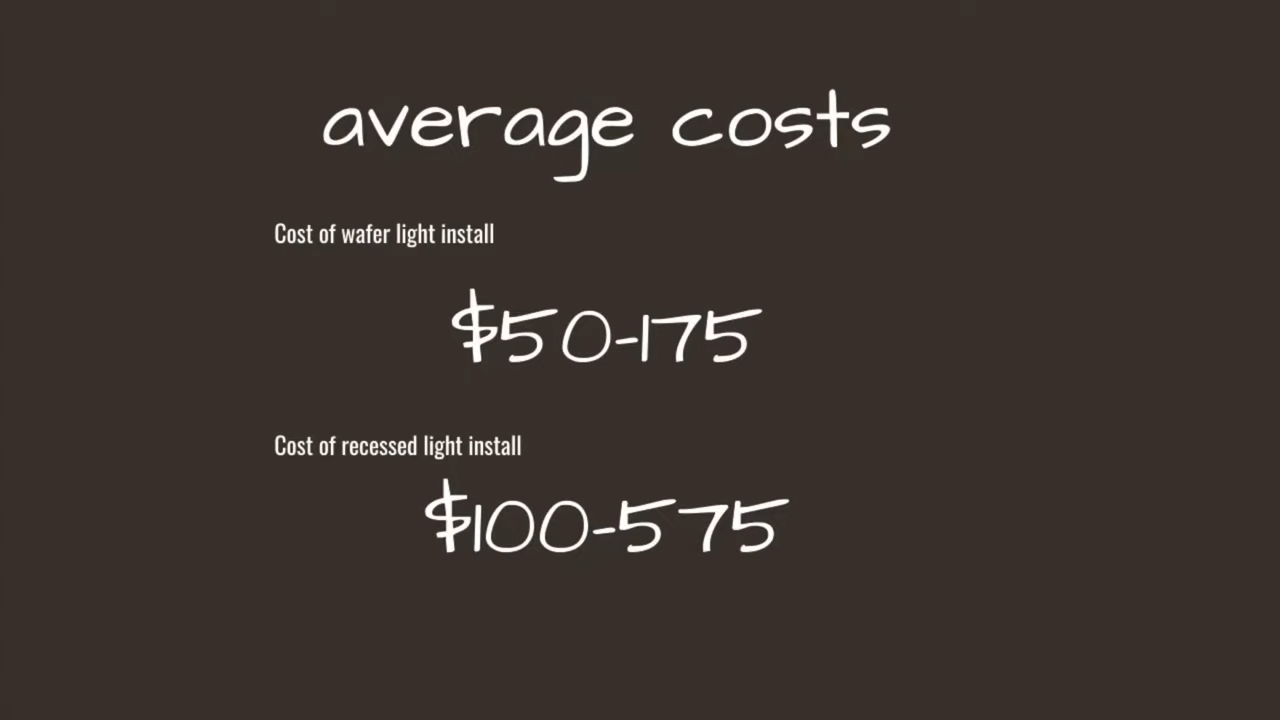 average costs
Cost of wafer light install
$50-175
Cost of recessed light install
$100-575